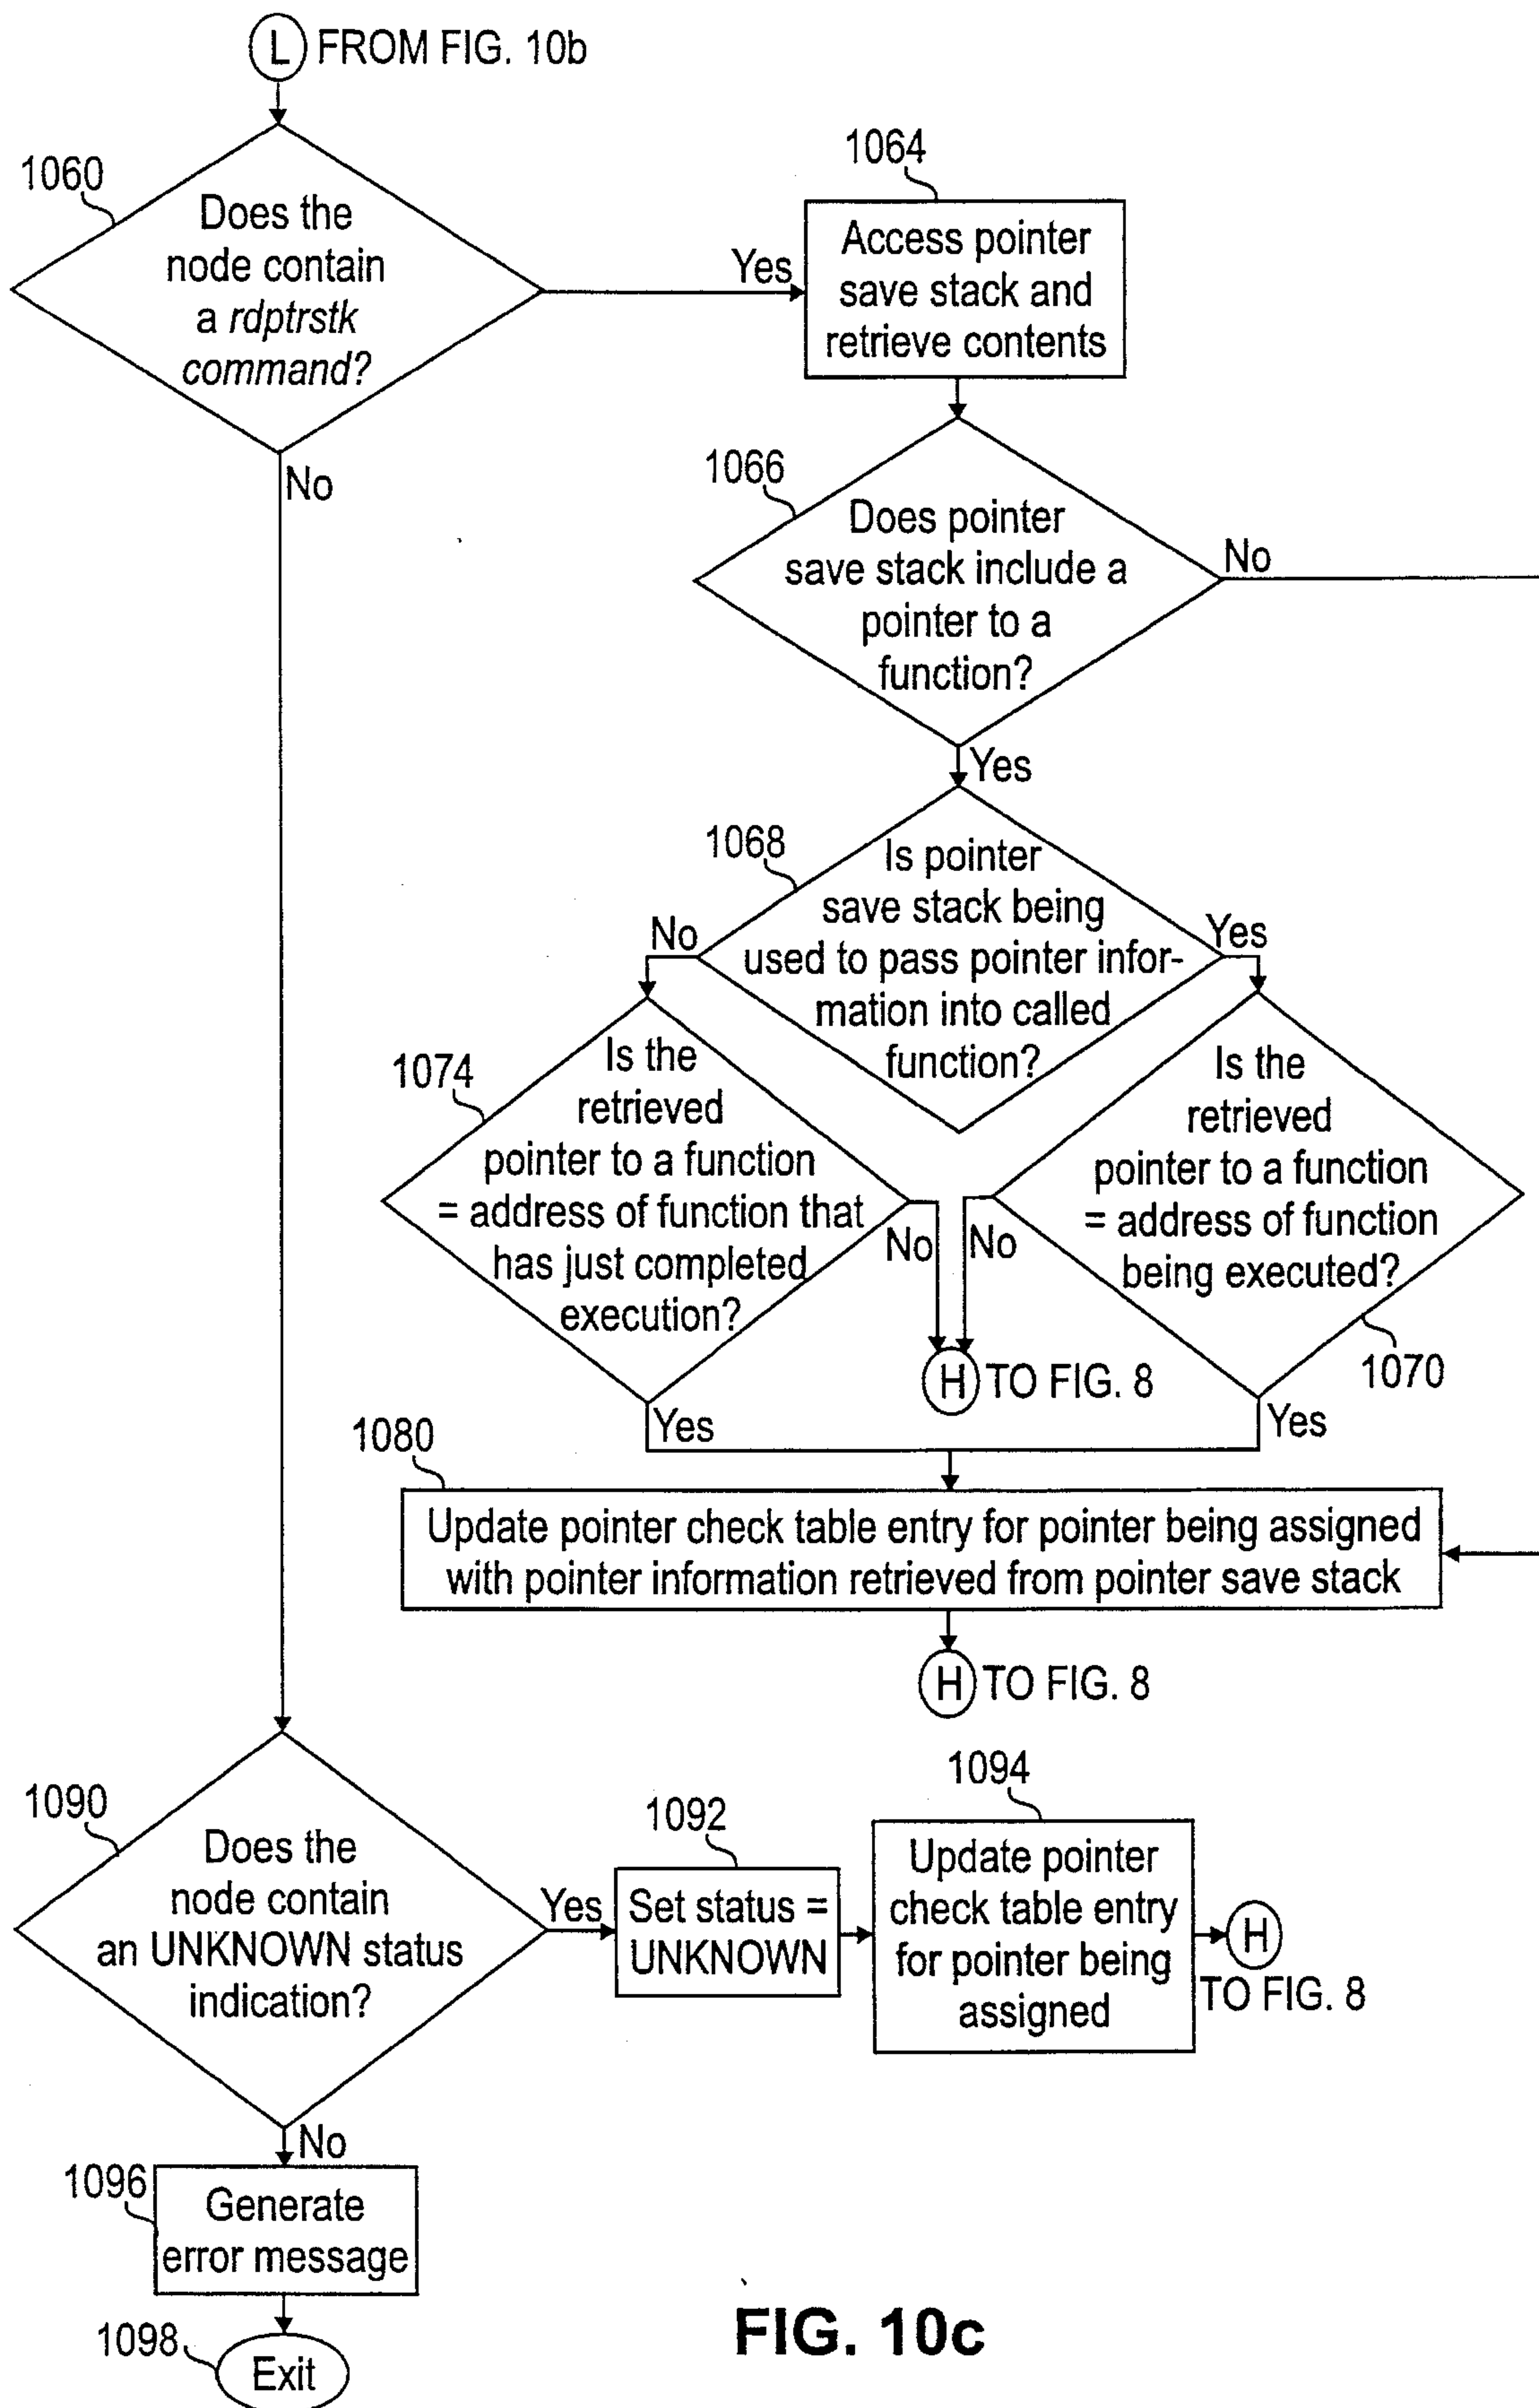 L FROM FIG. 10b
1060
Does the
node contain
a rdptrstk
command?
Yes
No
1064
Access pointer
save stack and
retrieve contents
1066
Does pointer
save stack include a
pointer to a
function?
No
Yes
1068
Is pointer
save stack being
used to pass pointer infor-
mation into called
function?
No
Yes
1074
Is the
retrieved
pointer to a function
= address of function that
has just completed
execution?
No
Yes
Is the
retrieved
pointer to a function
= address of function
being executed?
No
1070
Yes
H TO FIG. 8
1080
Update pointer check table entry for pointer being assigned
with pointer information retrieved from pointer save stack
H TO FIG. 8
1090
Does the
node contain
an UNKNOWN status
indication?
Yes
No
1092
Set status =
UNKNOWN
1094
Update pointer
check table entry
for pointer being
assigned
H
TO FIG. 8
1096
Generate
error message
1098
Exit
FIG. 10c